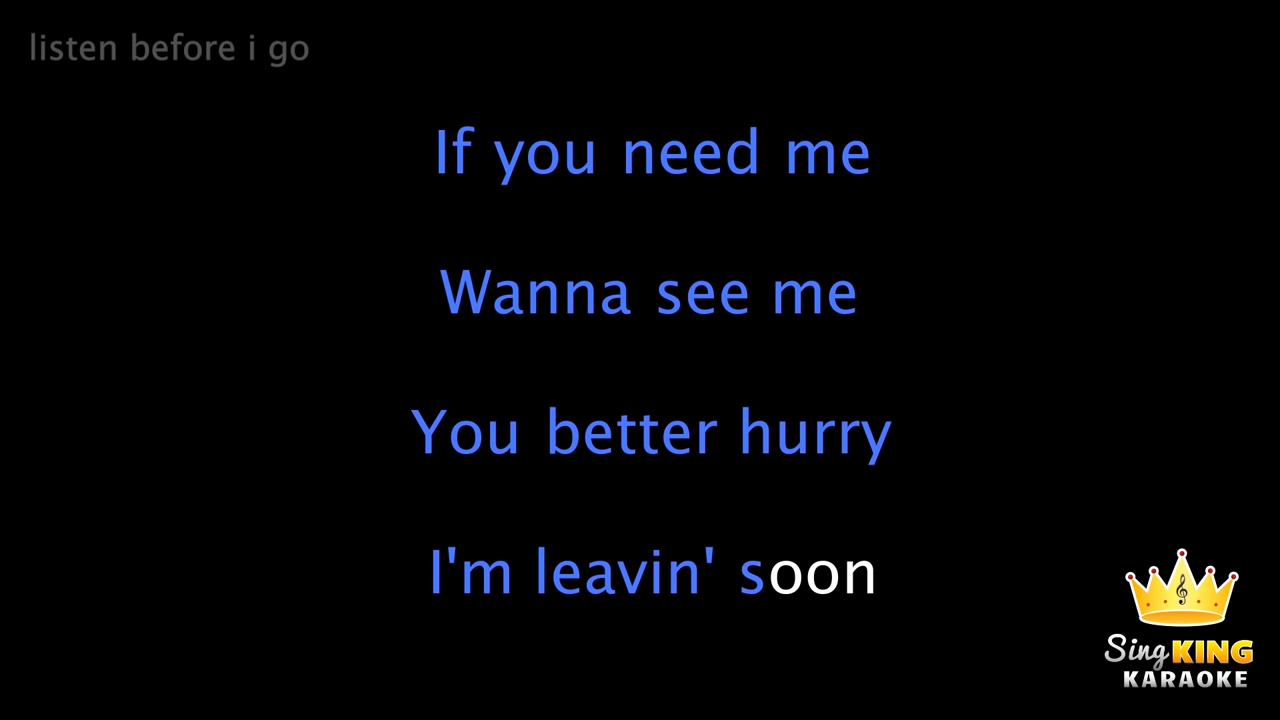 listen before i go
If you need me
Wanna see me
You better hurry
I'm leavin' soon
Sing KING
KARAOKE